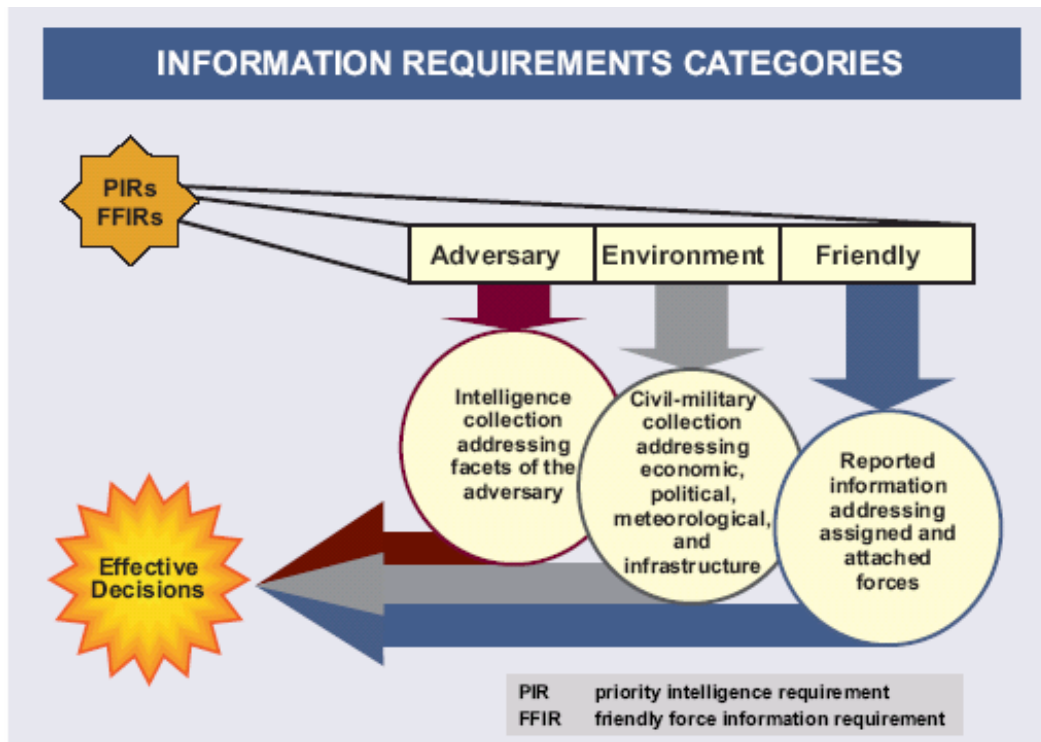 INFORMATION REQUIREMENTS CATEGORIES
PIRs
FFIRs
Adversary
Environment
Friendly
Intelligence
collection
addressing
facets of the
adversary
Civil-military
collection
addressing
economic,
political,
meteorological,
and
infrastructure
Reported
information
addressing
assigned and
attached
forces
Effective
Decisions
PIR priority intelligence requirement
FFIR friendly force information requirement